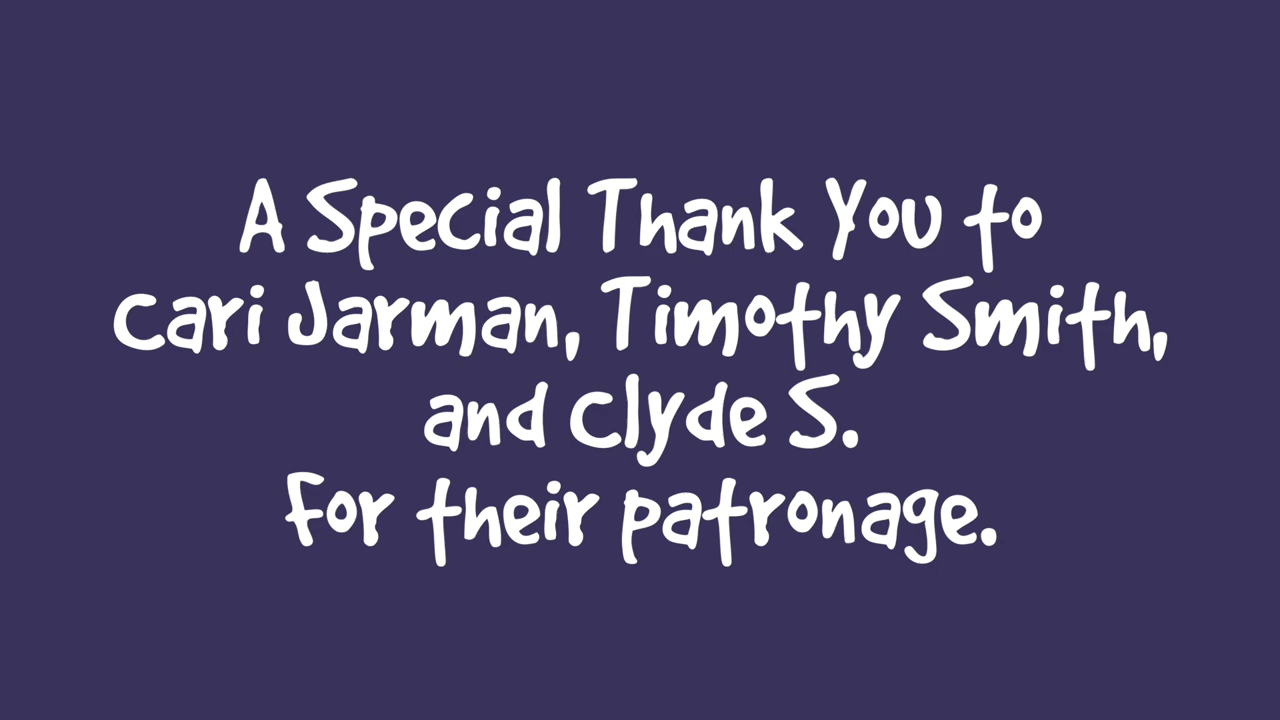 A Special Thank You to
Cari Jarman, Timothy Smith,
and Clyde S.
For their patronage.